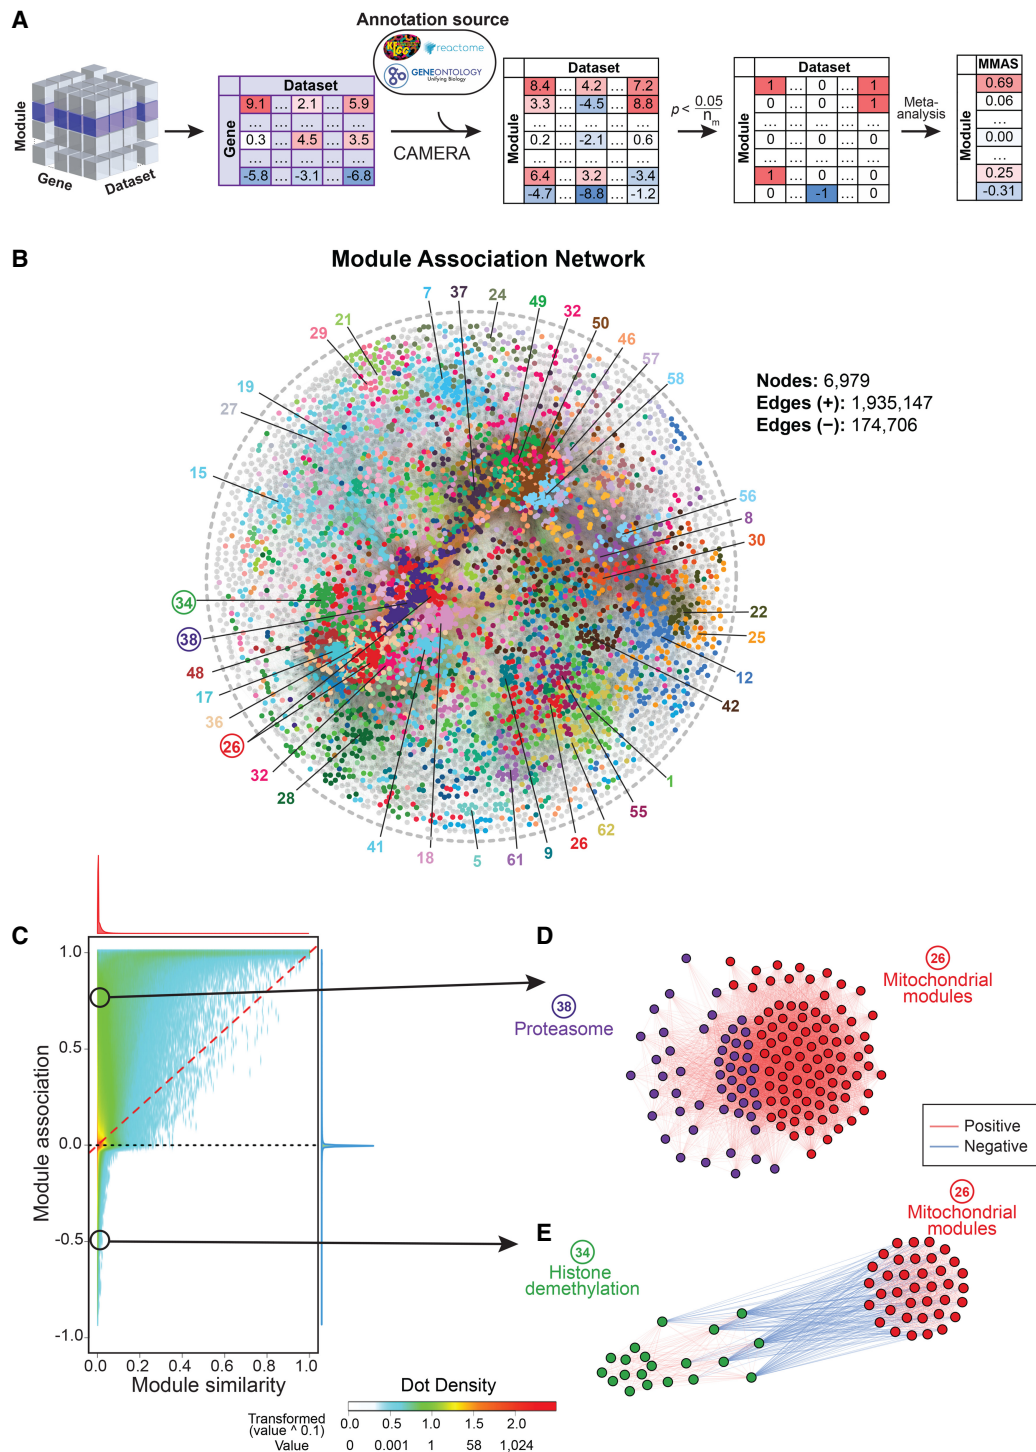 A
Annotation source
KEGG
reactome
GENEONTOLOGY
Unifying Biology
Module
Gene
Dataset
Dataset
Gene
9.1 ... 2.1 ... 5.9
... ... ...
0.3 ... 4.5 ... 3.5
... ... ...
-5.8 ... -3.1 ... -6.8
CAMERA
Dataset
Module
8.4 ... 4.2 ... 7.2
3.3 ... -4.5 ... 8.8
... ... ...
0.2 ... -2.1 ... 0.6
... ... ...
6.4 ... 3.2 ... -3.4
-4.7 ... -8.8 ... -1.2
p < 0.05
n m
Dataset
Module
1 ... 0 ... 1
0 ... 0 ... 1
... ... ...
0 ... 0 ... 0
... ... ...
1 ... 0 ... 0
0 ... -1 ... 0
Meta-
analysis
MMAS
Module
0.69
0.06
...
0.00
...
0.25
-0.31
B
Module Association Network
Nodes: 6,979
Edges (+): 1,935,147
Edges (−): 174,706
7
37
24
49
32
50
46
57
58
21
29
19
27
15
56
8
30
34
38
48
17
36
26
32
28
22
25
12
42
1
55
62
26
9
61
5
18
41
C
1.0
0.5
0.0
-0.5
-1.0
Module association
0.0 0.2 0.4 0.6 0.8 1.0
Module similarity
Dot Density
Transformed
(value ^ 0.1)
0.0 0.5 1.0 1.5 2.0
Value
0 0.001 1 58 1,024
D
38
Proteasome
26
Mitochondrial
modules
Positive
Negative
E
34
Histone
demethylation
26
Mitochondrial
modules